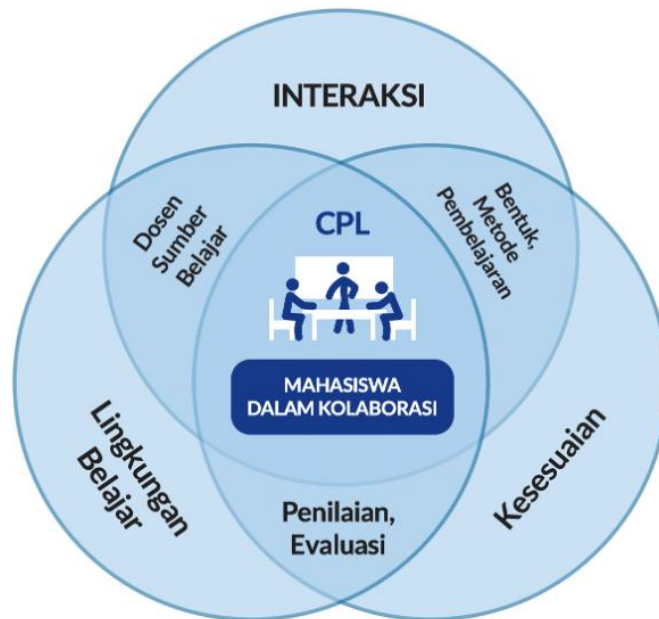 INTERAKSI
Dosen
Sumber
Belajar
Bentuk,
Metode
Pembelajaran
CPL
MAHASISWA
DALAM KOLABORASI
Lingkungan
Belajar
Kesesuaian
Penilaian,
Evaluasi